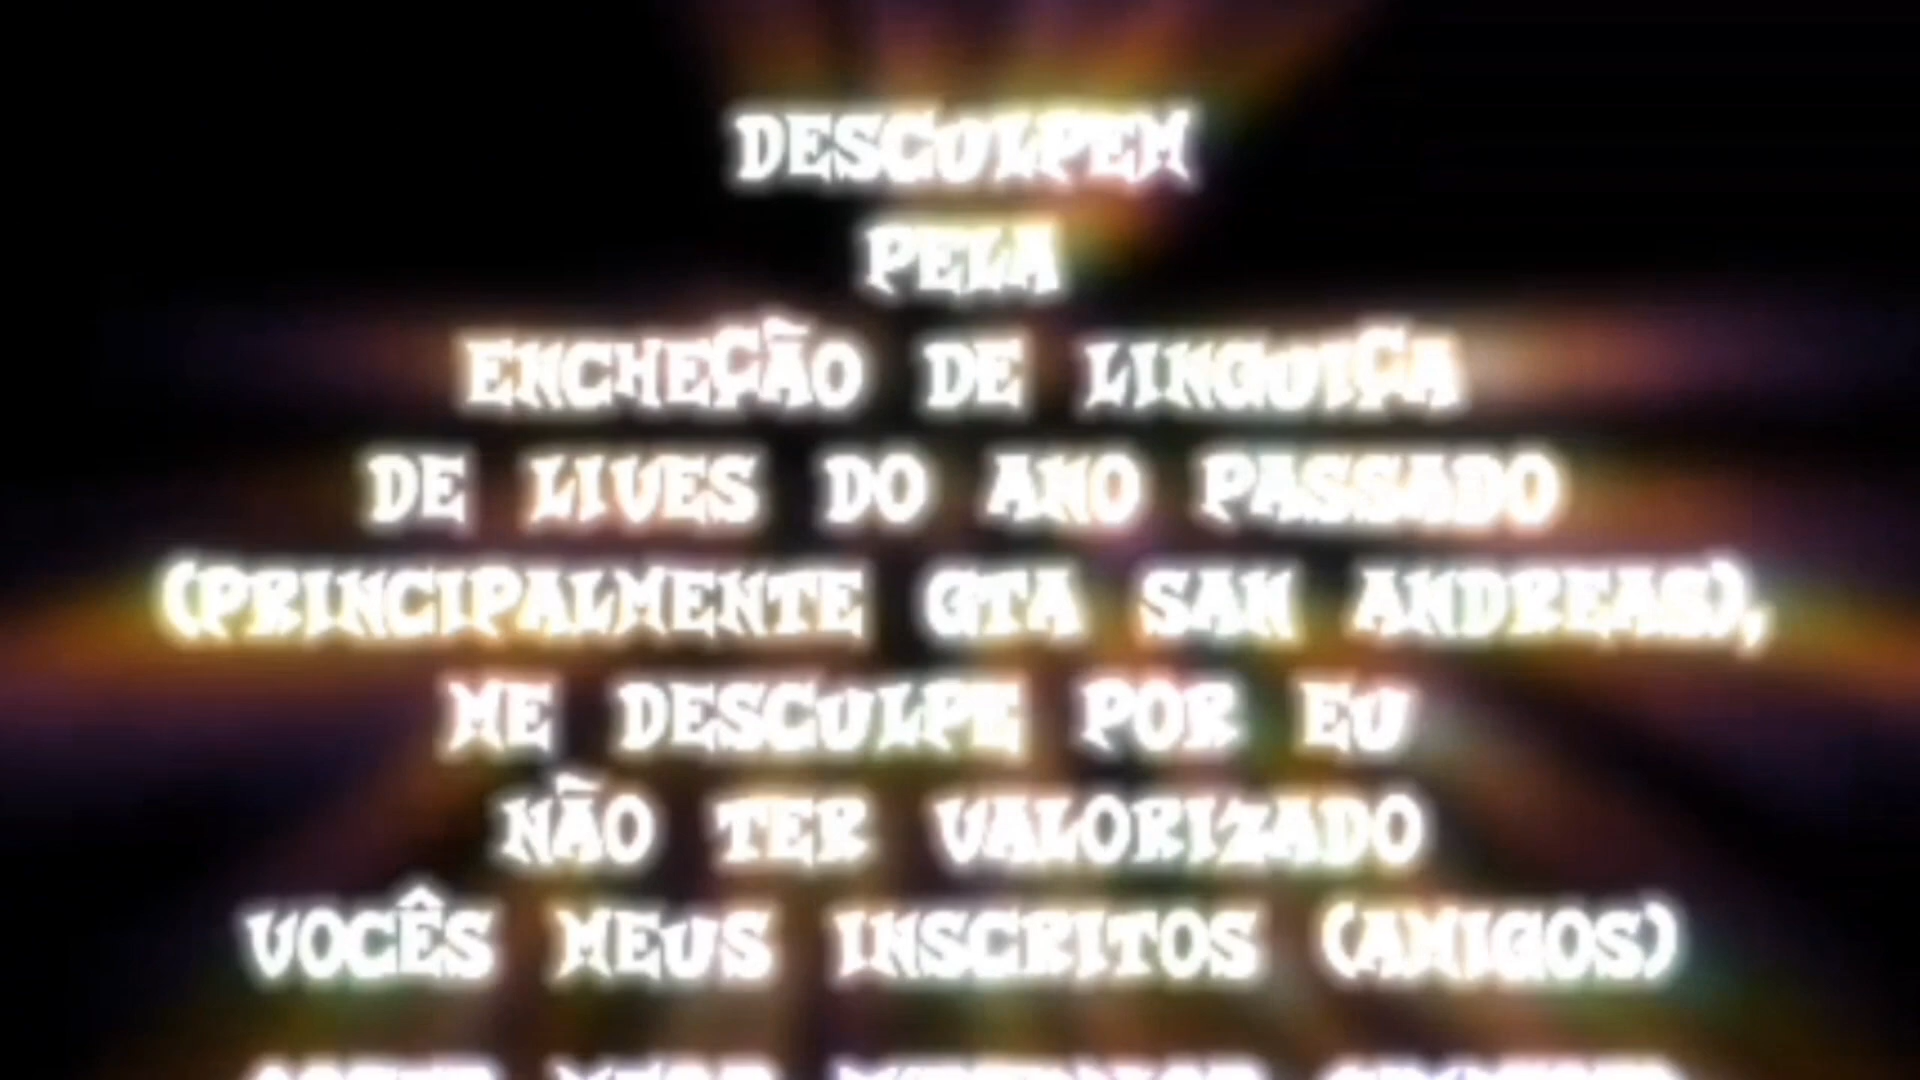 DESCULPEM
PELA
ENCHEÇÃO DE LINGUIÇA
DE LIVES DO ANO PASSADO
(PRINCIPALMENTE GTA SAN ANDREAS),
ME DESCULPE POR EU
NÃO TER VALORIZADO
VOCÊS MEUS INSCRITOS (AMIGOS)